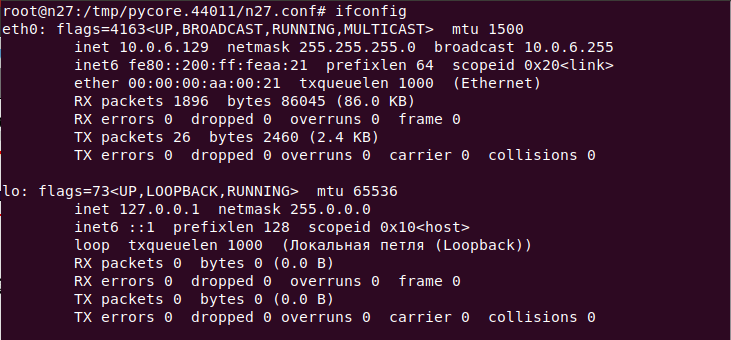 root@n27:/tmp/pycore.44011/n27.conf# ifconfig
eth0: flags=4163<UP,BROADCAST,RUNNING,MULTICAST>  mtu 1500
        inet 10.0.6.129  netmask 255.255.255.0  broadcast 10.0.6.255
        inet6 fe80::200:ff:feaa:21  prefixlen 64  scopeid 0x20<link>
        ether 00:00:00:aa:00:21  txqueuelen 1000  (Ethernet)
        RX packets 1896  bytes 86045 (86.0 KB)
        RX errors 0  dropped 0  overruns 0  frame 0
        TX packets 26  bytes 2460 (2.4 KB)
        TX errors 0  dropped 0 overruns 0  carrier 0  collisions 0

lo: flags=73<UP,LOOPBACK,RUNNING>  mtu 65536
        inet 127.0.0.1  netmask 255.0.0.0
        inet6 ::1  prefixlen 128  scopeid 0x10<host>
        loop  txqueuelen 1000  (Локальная петля (Loopback))
        RX packets 0  bytes 0 (0.0 B)
        RX errors 0  dropped 0  overruns 0  frame 0
        TX packets 0  bytes 0 (0.0 B)
        TX errors 0  dropped 0 overruns 0  carrier 0  collisions 0